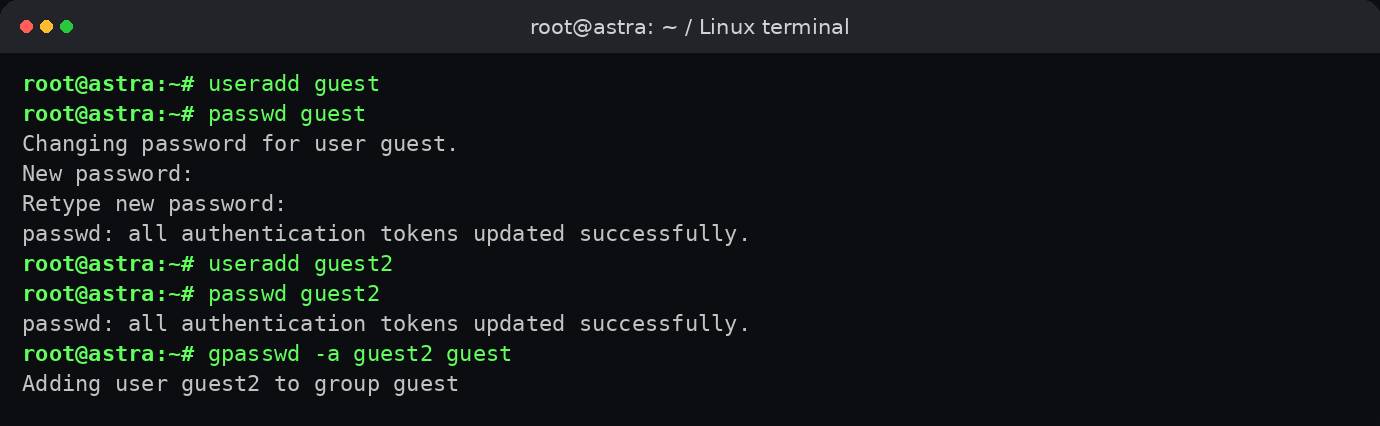 root@astra: ~ / Linux terminal
root@astra:~# useradd guest
root@astra:~# passwd guest
Changing password for user guest.
New password:
Retype new password:
passwd: all authentication tokens updated successfully.
root@astra:~# useradd guest2
root@astra:~# passwd guest2
passwd: all authentication tokens updated successfully.
root@astra:~# gpasswd -a guest2 guest
Adding user guest2 to group guest